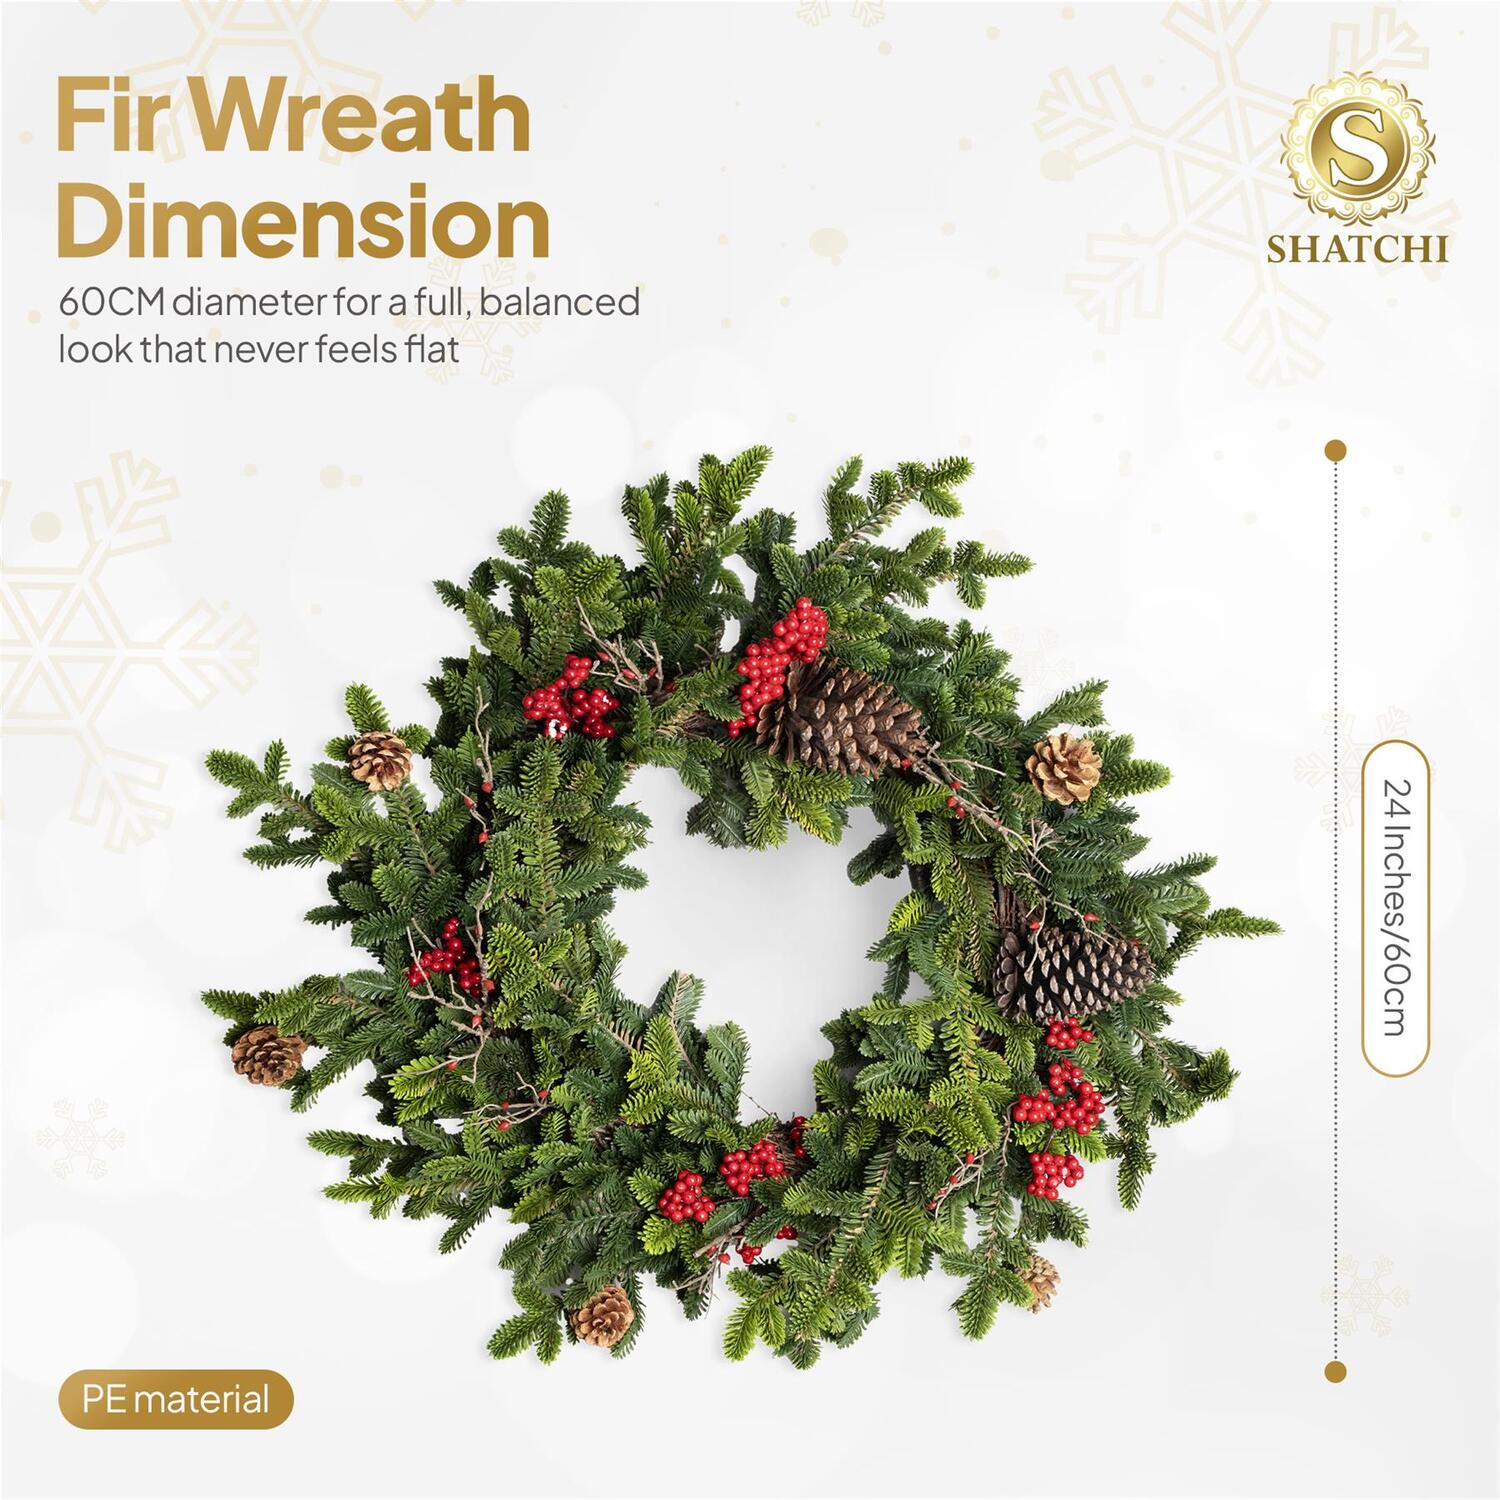 Fir Wreath
Dimension
60CM diameter for a full, balanced
look that never feels flat
S
SHATCHI
24 Inches/60cm
PE material